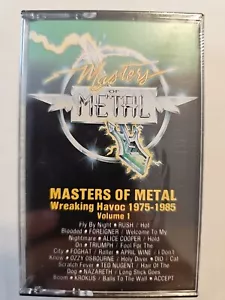 Masters
OF
METAL
MASTERS OF METAL
Wreaking Havoc 1975-1985
Volume 1
Fly By Night • RUSH / Hot
Blooded • FOREIGNER / Welcome To My
Nightmare • ALICE COOPER / Hold
On • TRIUMPH / Fool For The
City • FOGHAT / Roller • APRIL WINE / I Don't
Know • OZZY OSBOURNE / Holy Diver • DIO / Cat
Scratch Fever • TED NUGENT / Hair Of The
Dog • NAZARETH / Long Stick Goes
Boom • KROKUS / Balls To The Wall • ACCEPT